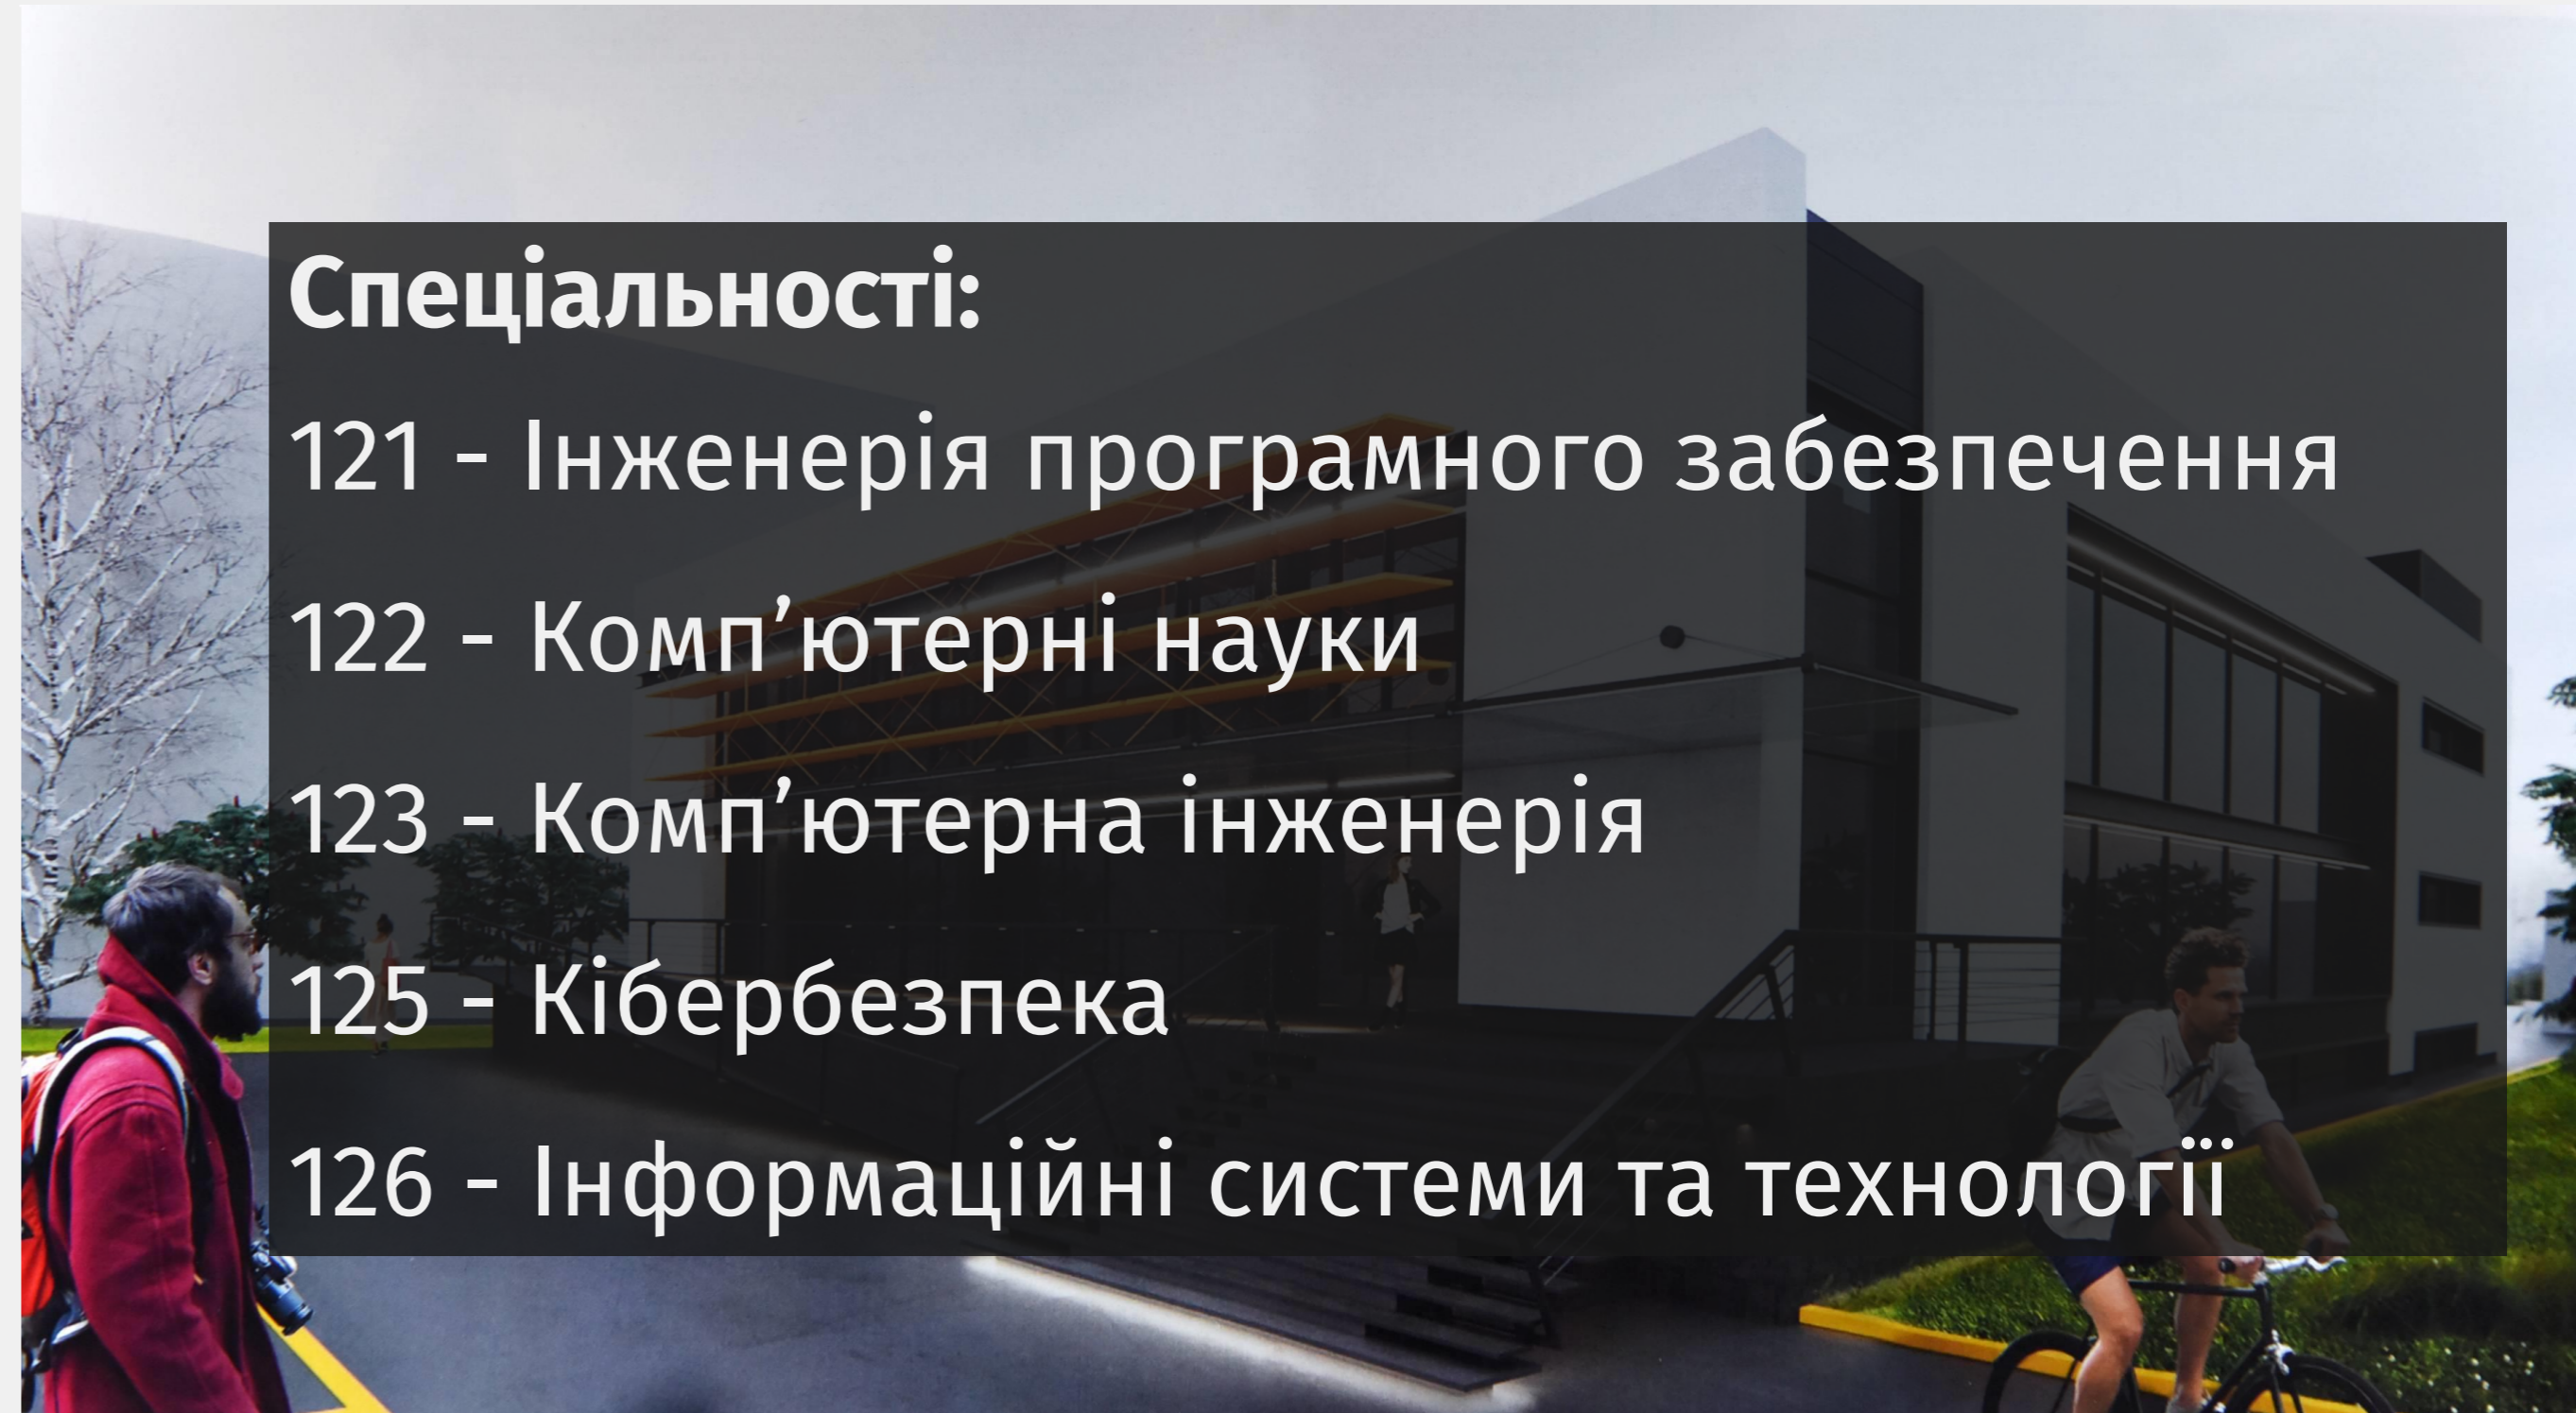 Спеціальності:
121 - Інженерія програмного забезпечення
122 - Комп’ютерні науки
123 - Комп’ютерна інженерія
125 - Кібербезпека
126 - Інформаційні системи та технології